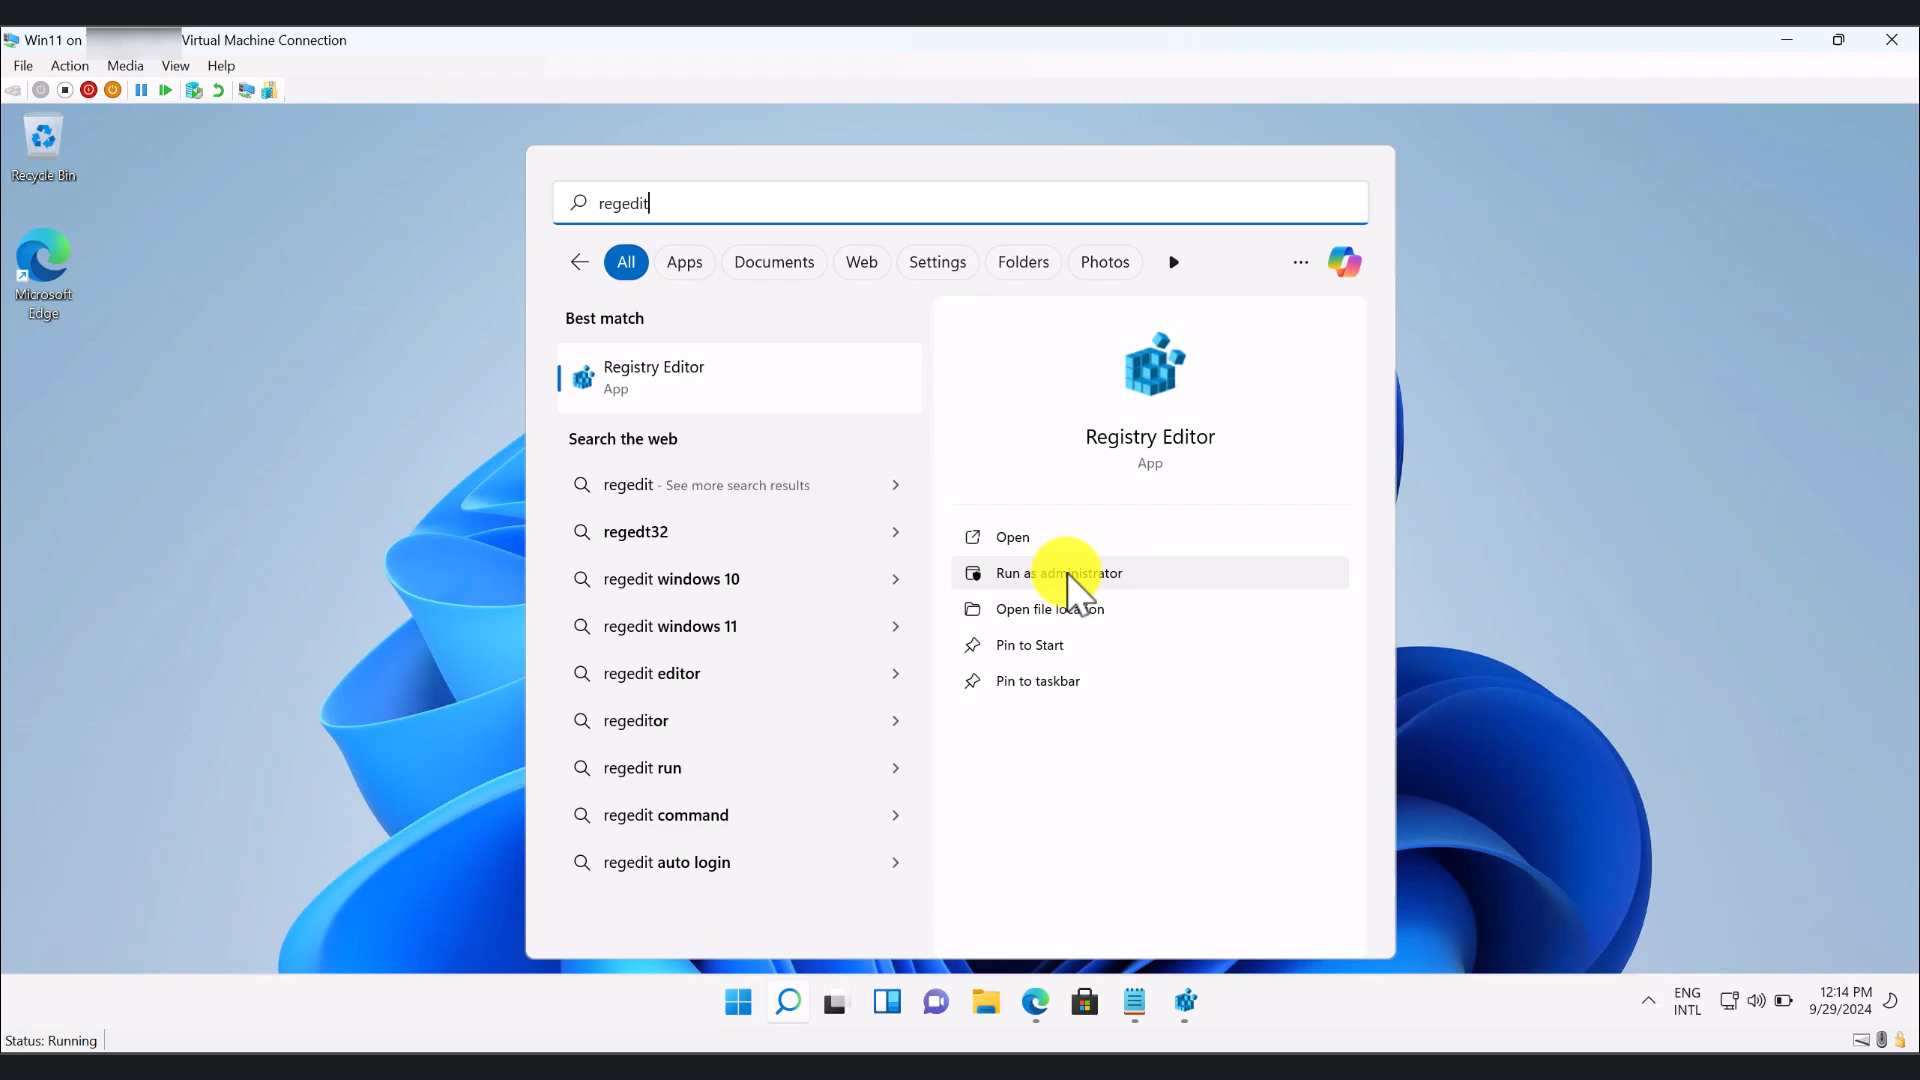 Win11 on
Virtual Machine Connection
File Action Media View Help
Recycle Bin
Microsoft
Edge
regedit
All Apps Documents Web Settings Folders Photos
Best match
Registry Editor
App
Search the web
regedit - See more search results
regedt32
regedit windows 10
regedit windows 11
regedit editor
regeditor
regedit run
regedit command
regedit auto login
Registry Editor
App
Open
Run as administrator
Open file location
Pin to Start
Pin to taskbar
ENG
INTL
12:14 PM
9/29/2024
Status: Running